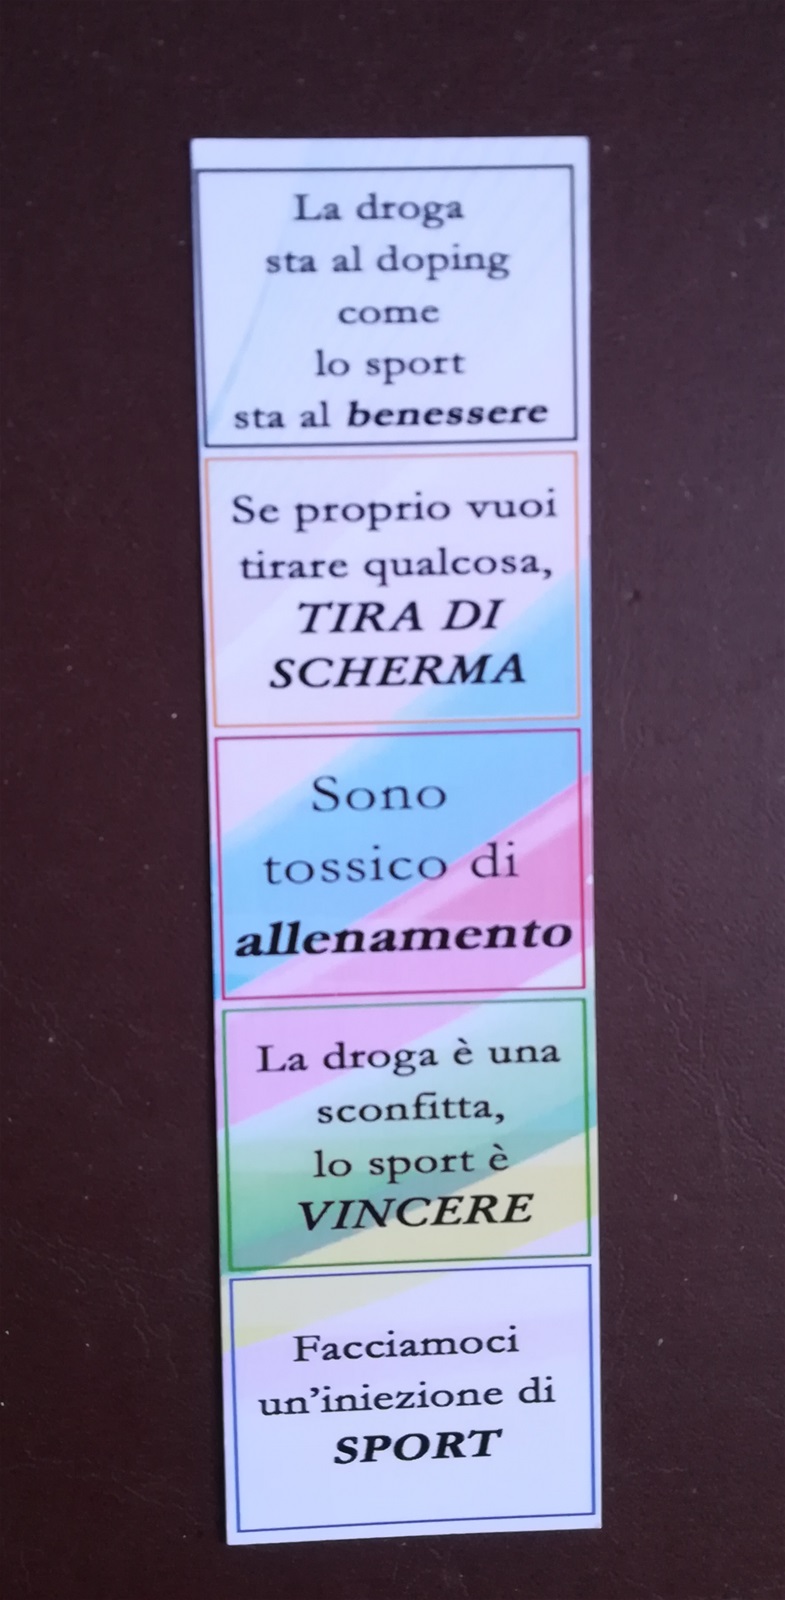 La droga
sta al doping
come
lo sport
sta al benessere
Se proprio vuoi
tirare qualcosa,
TIRA DI
SCHERMA
Sono
tossico di
allenamento
La droga è una
sconfitta,
lo sport è
VINCERE
Facciamoci
un'iniezione di
SPORT